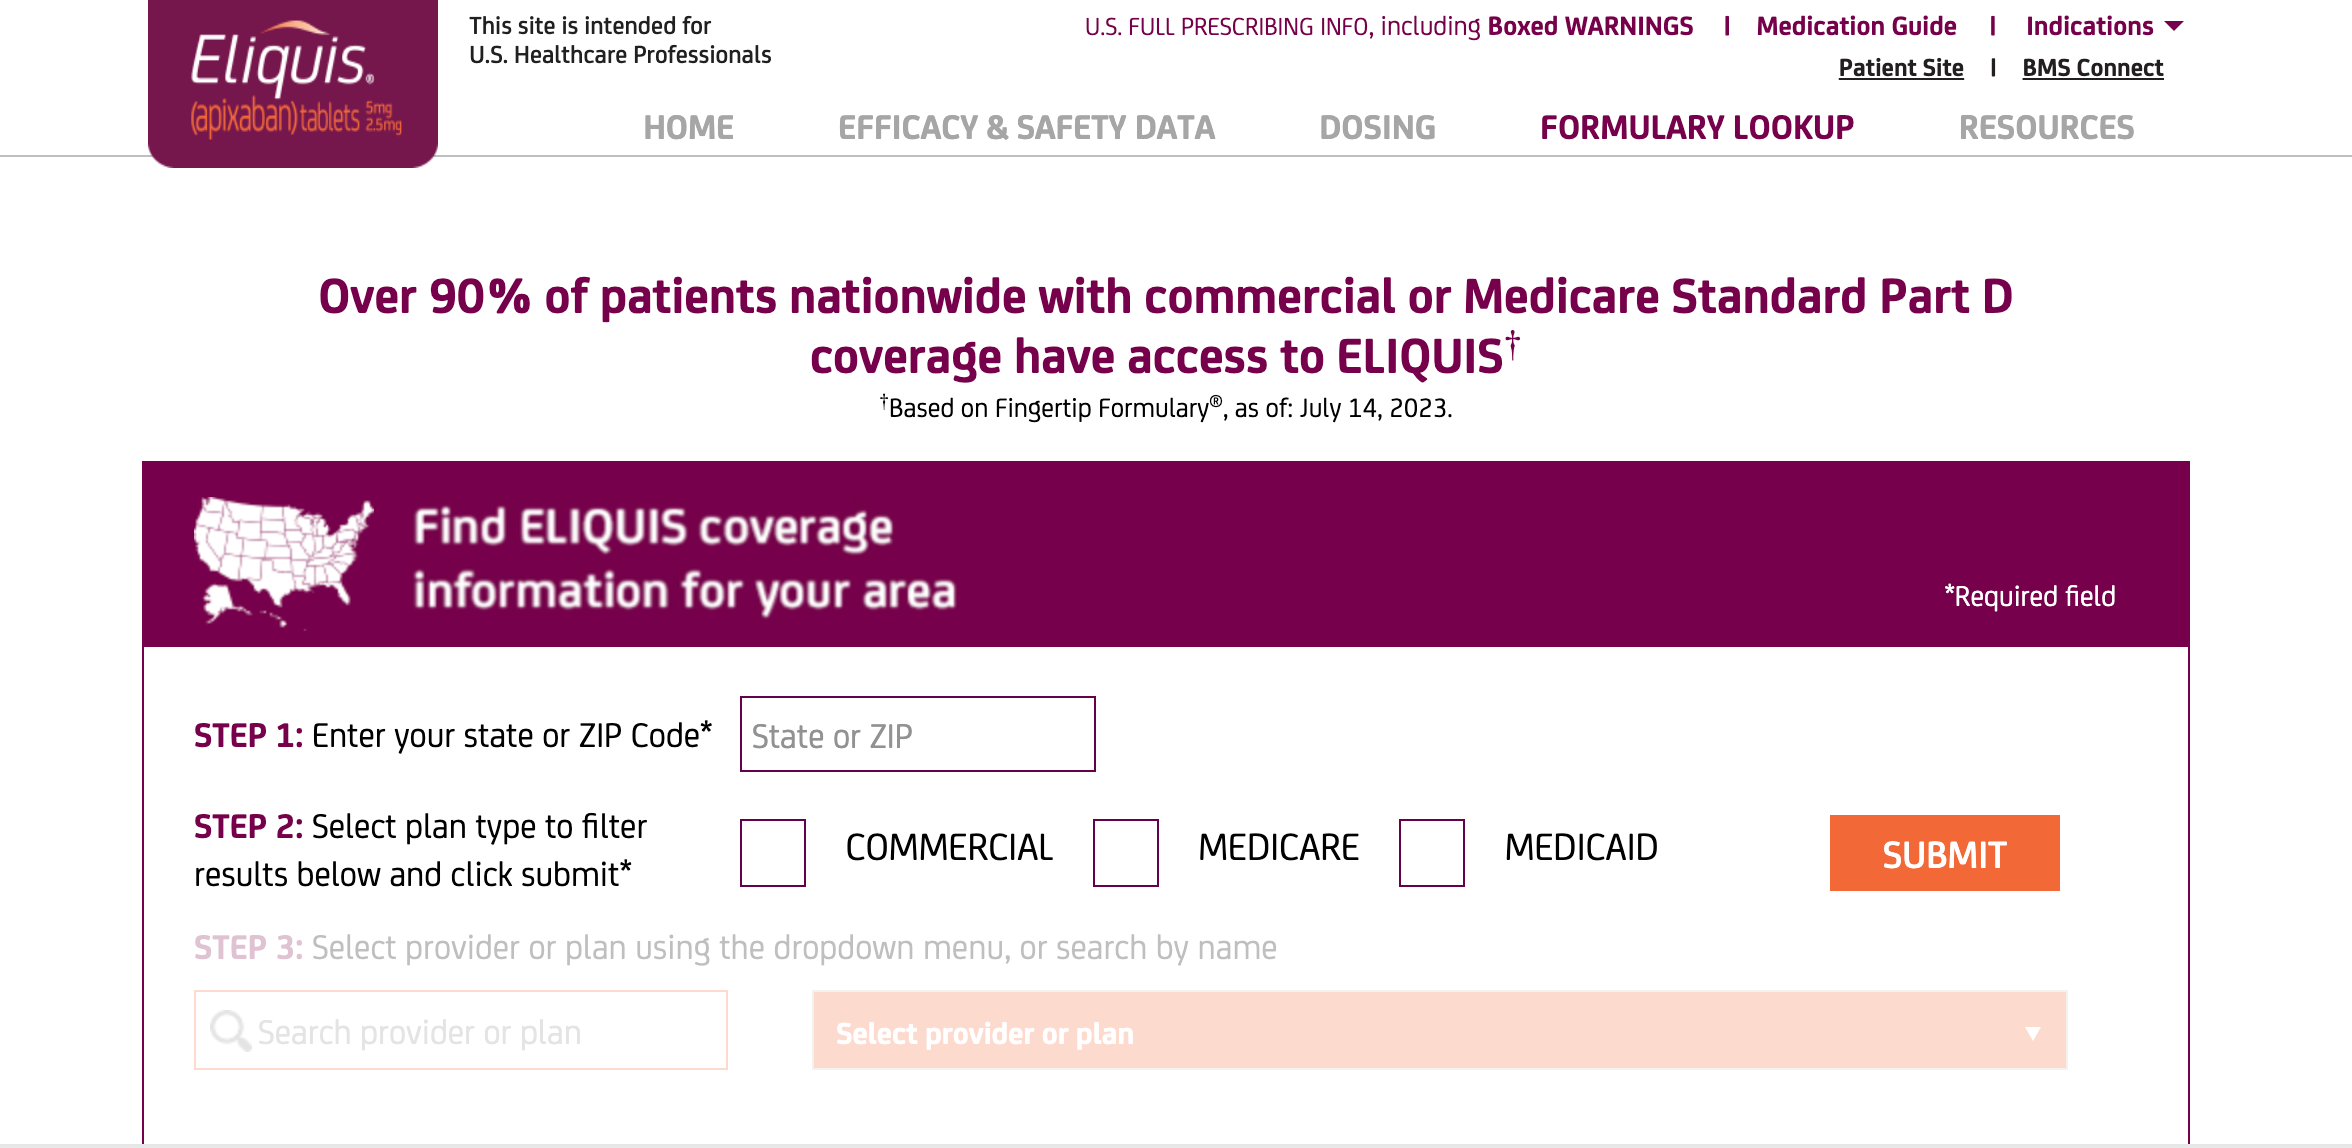 Eliquis®
(apixaban) tablets 5mg 2.5mg
This site is intended for
U.S. Healthcare Professionals
U.S. FULL PRESCRIBING INFO, including Boxed WARNINGS | Medication Guide | Indications
Patient Site | BMS Connect
HOME EFFICACY & SAFETY DATA DOSING FORMULARY LOOKUP RESOURCES
Over 90% of patients nationwide with commercial or Medicare Standard Part D
coverage have access to ELIQUIS†
†Based on Fingertip Formulary®, as of: July 14, 2023.
Find ELIQUIS coverage
information for your area
*Required field
STEP 1: Enter your state or ZIP Code* State or ZIP
STEP 2: Select plan type to filter
results below and click submit*
COMMERCIAL MEDICARE MEDICAID SUBMIT
STEP 3: Select provider or plan using the dropdown menu, or search by name
Search provider or plan Select provider or plan